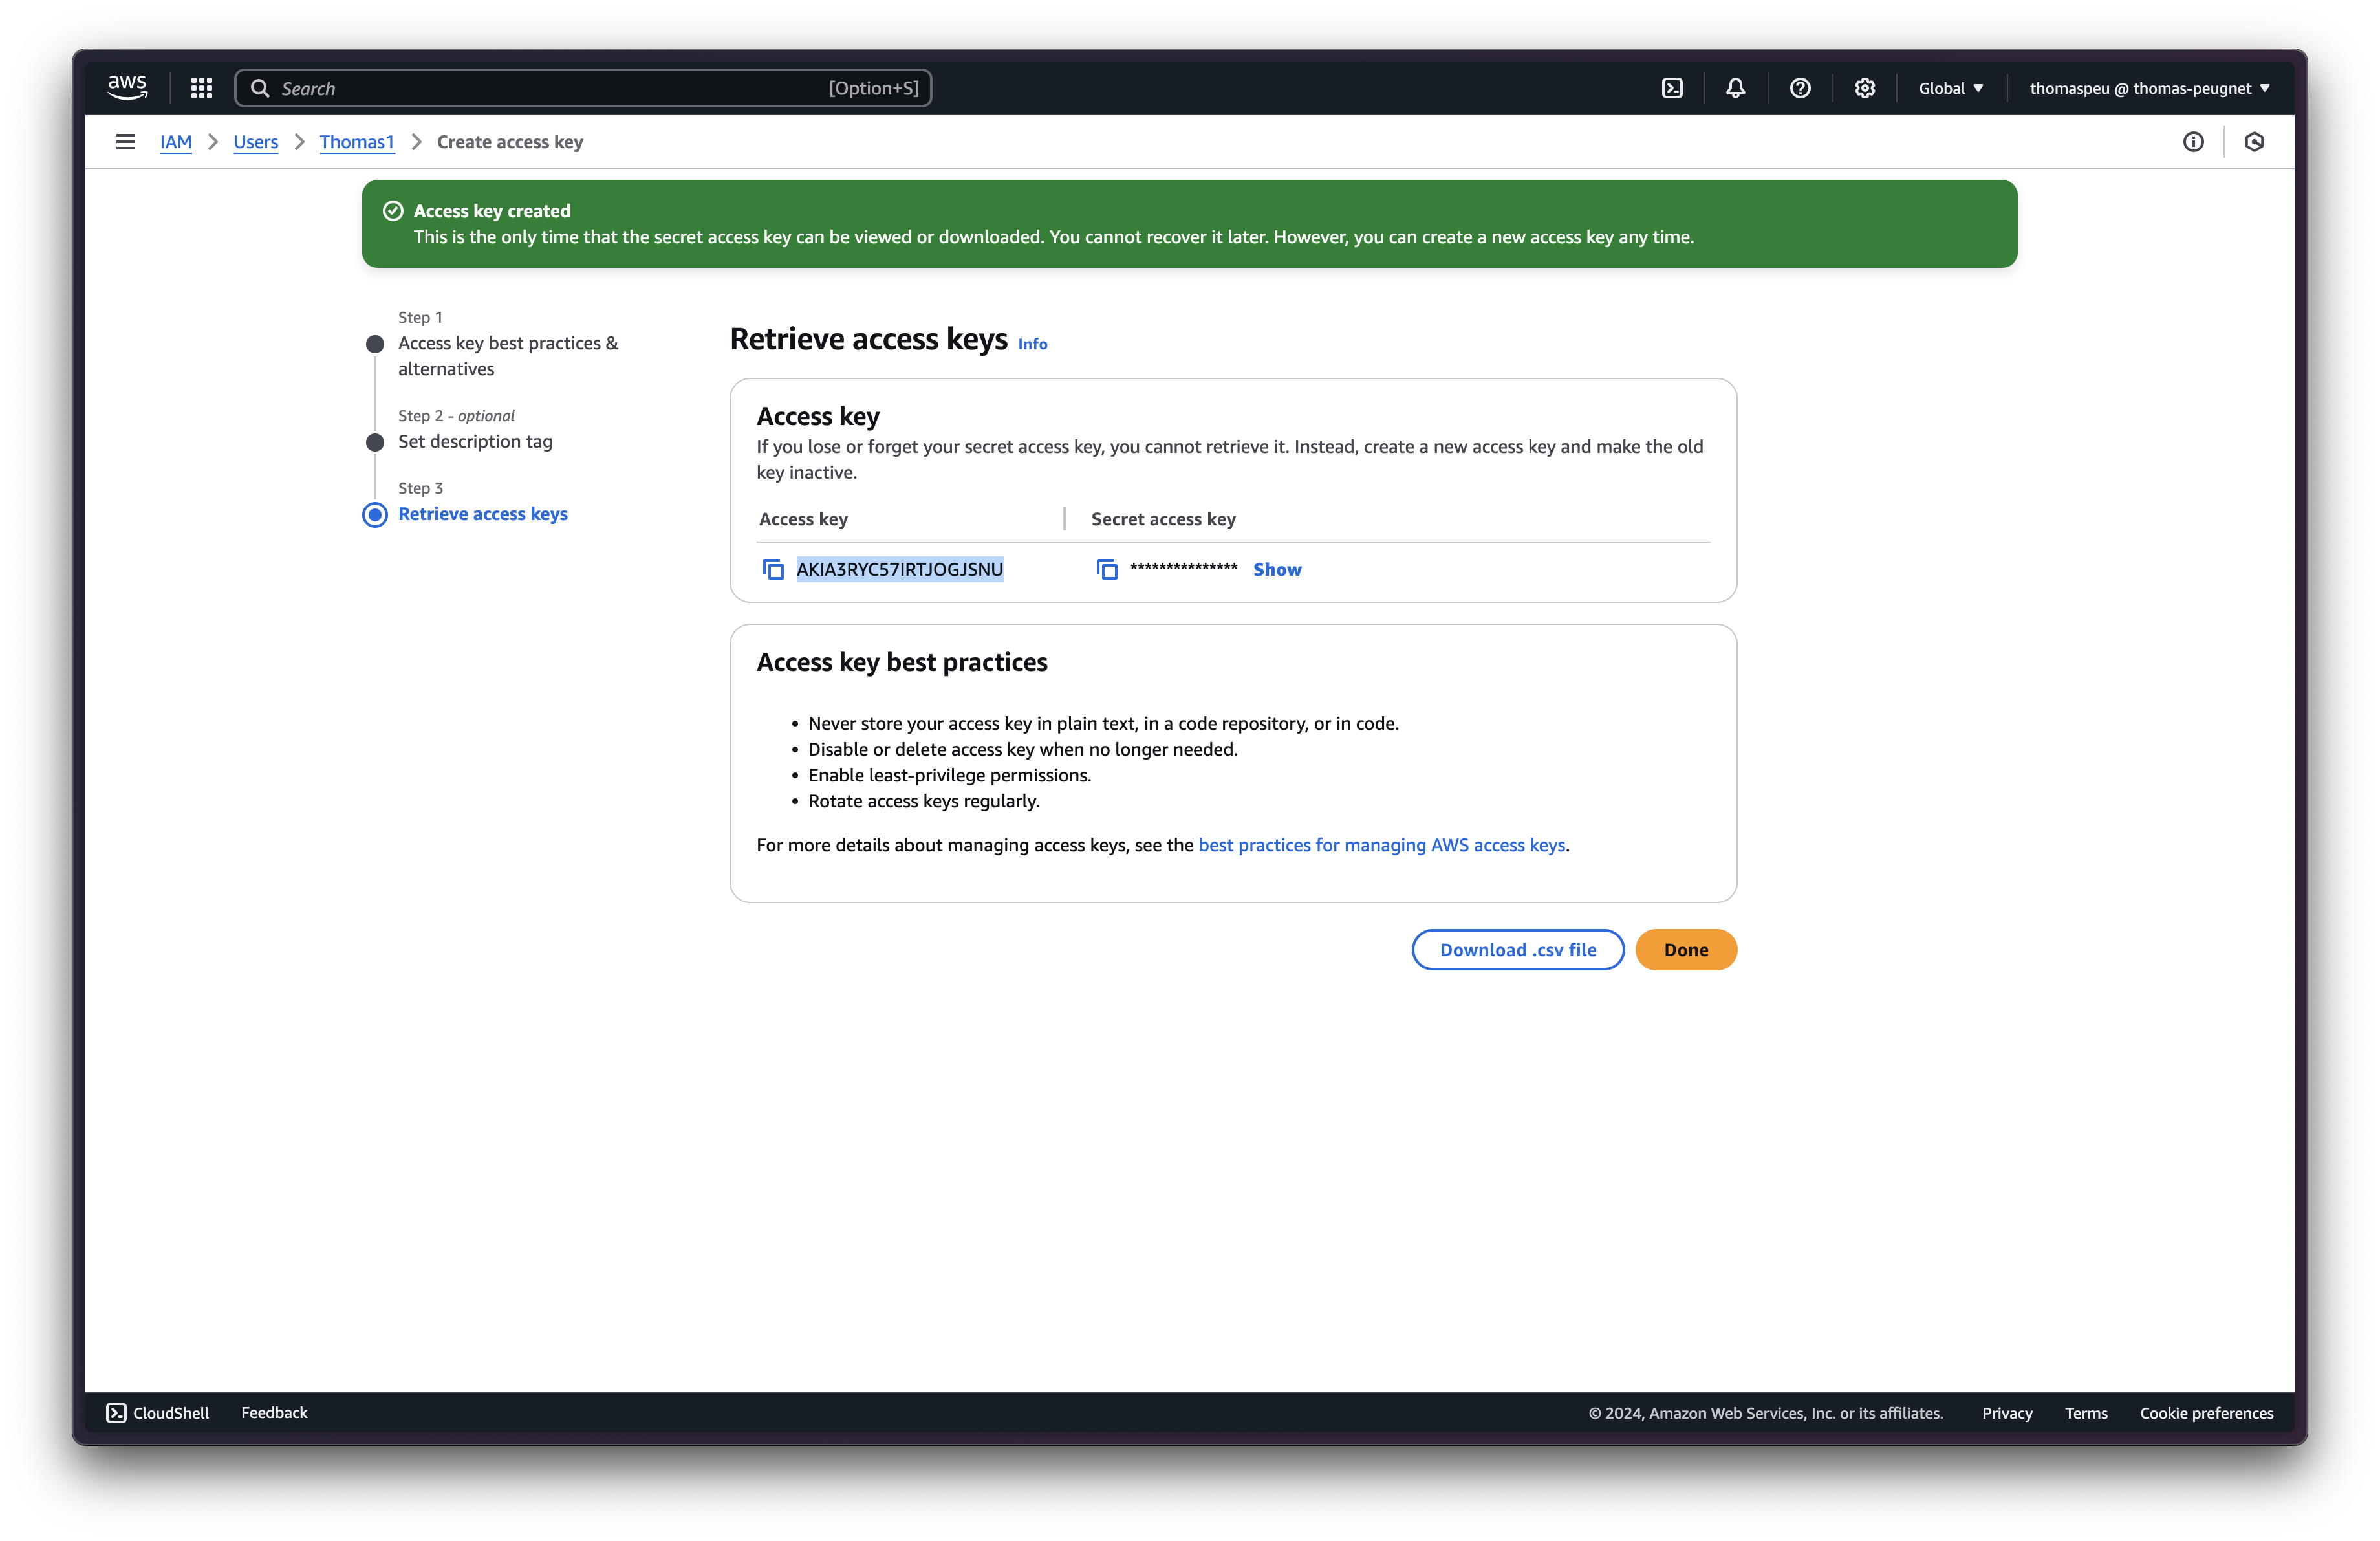 aws
Search [Option+S]
Global
thomaspeu @ thomas-peugnet
IAM
Users
Thomas1
Create access key
Access key created
This is the only time that the secret access key can be viewed or downloaded. You cannot recover it later. However, you can create a new access key any time.
Step 1
Access key best practices &
alternatives
Step 2 - optional
Set description tag
Step 3
Retrieve access keys
Retrieve access keys Info
Access key
If you lose or forget your secret access key, you cannot retrieve it. Instead, create a new access key and make the old
key inactive.
Access key Secret access key
AKIA3RYC57IRTJOGJSNU *************** Show
Access key best practices
• Never store your access key in plain text, in a code repository, or in code.
• Disable or delete access key when no longer needed.
• Enable least-privilege permissions.
• Rotate access keys regularly.
For more details about managing access keys, see the best practices for managing AWS access keys.
Download .csv file
Done
CloudShell Feedback © 2024, Amazon Web Services, Inc. or its affiliates. Privacy Terms Cookie preferences